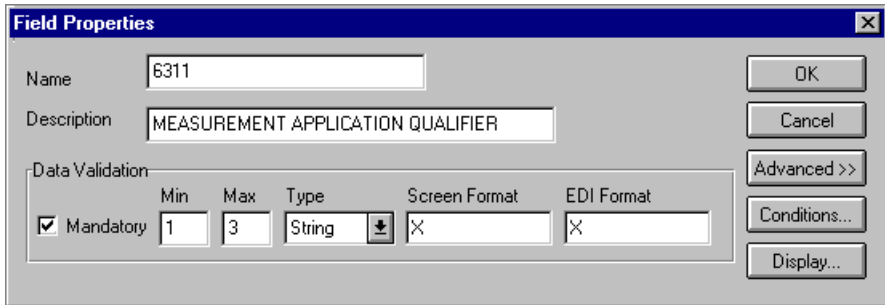 Field Properties
Name 6311 OK
Description MEASUREMENT APPLICATION QUALIFIER Cancel
Data Validation Advanced >>
Min Max Type Screen Format EDI Format
Mandatory 1 3 String X X Conditions...
Display...